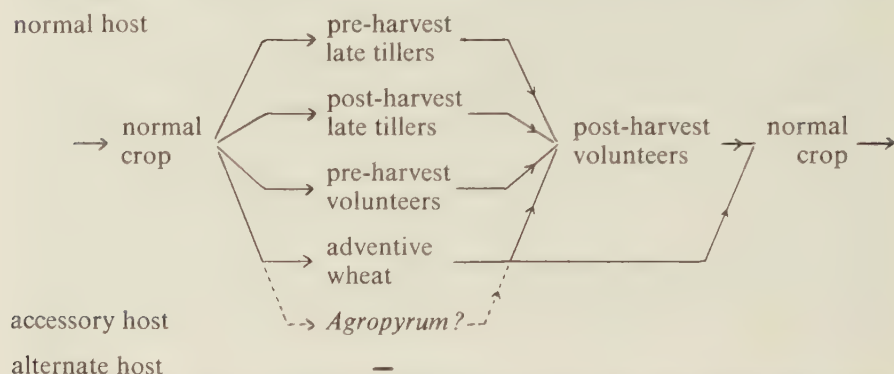 normal host
pre-harvest
late tillers
post-harvest
late tillers
normal
crop
pre-harvest
volunteers
post-harvest
volunteers
normal
crop
adventive
wheat
accessory host
Agropyrum?
alternate host
–